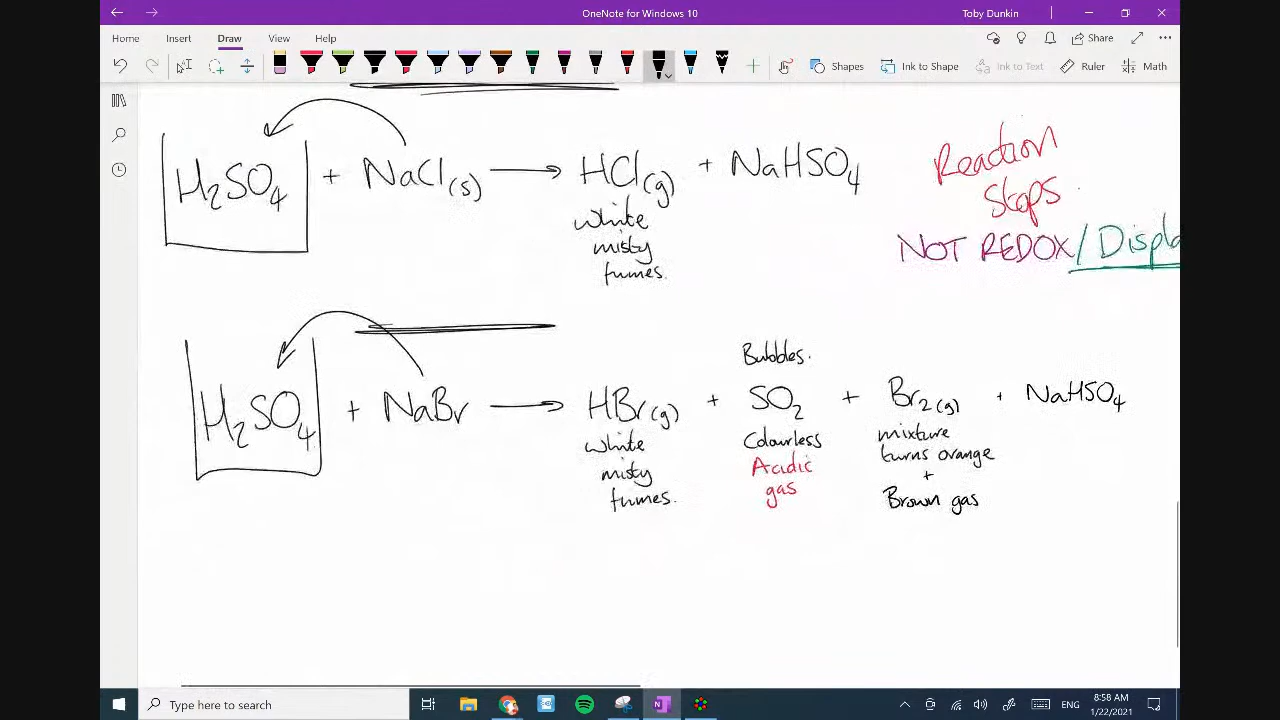 OneNote for Windows 10
Toby Dunkin
Home Insert Draw View Help
Share
Shapes Ink to Shape Ink to Text Ruler Math
H₂SO₄ + NaCl(s) → HCl(g) + NaHSO₄
white
misty
fumes.
Reaction
Stops
NOT REDOX/Displa
H₂SO₄ + NaBr → HBr(g) + SO₂ + Br₂(g) + NaHSO₄
white
misty
fumes.
Bubbles.
Colourless
Acidic
gas
mixture
turns orange
+
Brown gas
Type here to search
ENG
8:58 AM
1/22/2021